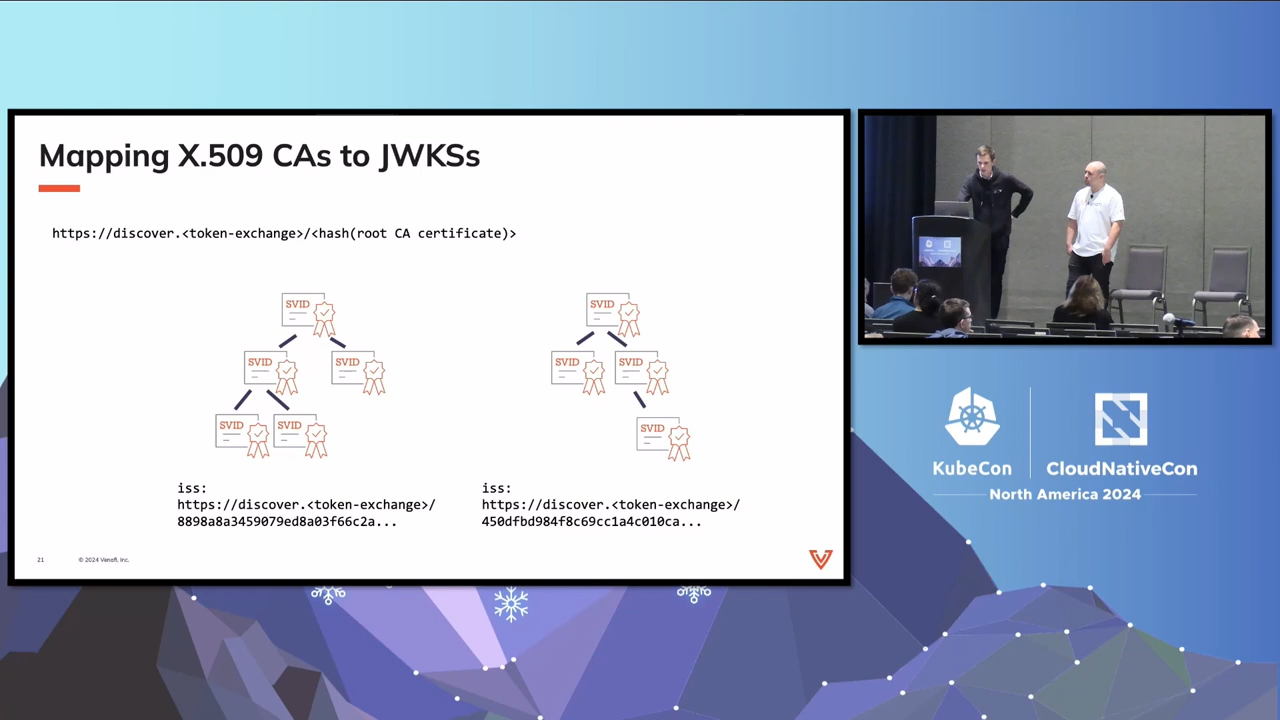 Mapping X.509 CAs to JWKSs
https://discover.<token-exchange>/<hash(root CA certificate)>
SVID
SVID
SVID
SVID
SVID
SVID
SVID
SVID
SVID
iss:
https://discover.<token-exchange>/
8898a8a3459079ed8a03f66c2a...
iss:
https://discover.<token-exchange>/
450dfbd984f8c69cc1a4c010ca...
21
© 2024 Venafi, Inc.
KubeCon
CloudNativeCon
North America 2024